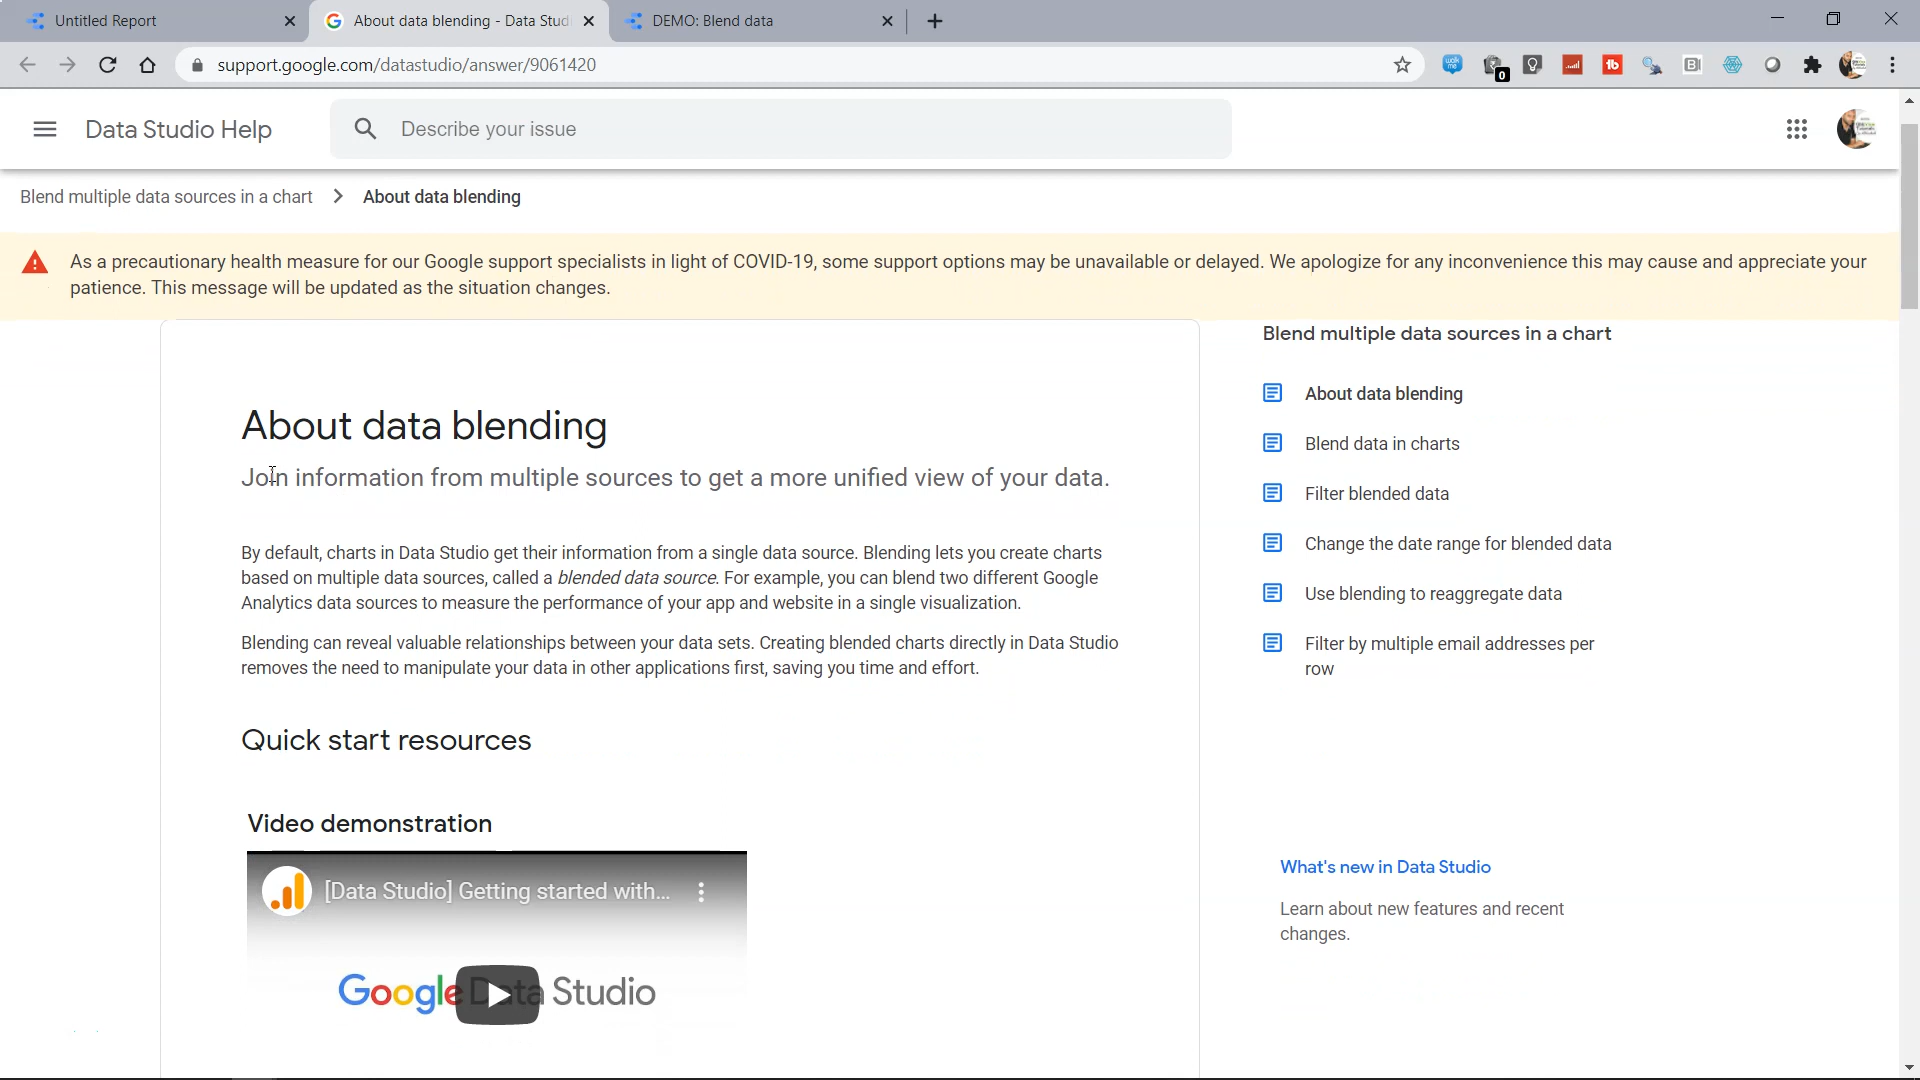 Untitled Report
About data blending - Data Stud
DEMO: Blend data
support.google.com/datastudio/answer/9061420
0
Data Studio Help
Describe your issue
Blend multiple data sources in a chart
About data blending
As a precautionary health measure for our Google support specialists in light of COVID-19, some support options may be unavailable or delayed. We apologize for any inconvenience this may cause and appreciate your
patience. This message will be updated as the situation changes.
About data blending
Join information from multiple sources to get a more unified view of your data.
By default, charts in Data Studio get their information from a single data source. Blending lets you create charts
based on multiple data sources, called a blended data source. For example, you can blend two different Google
Analytics data sources to measure the performance of your app and website in a single visualization.
Blending can reveal valuable relationships between your data sets. Creating blended charts directly in Data Studio
removes the need to manipulate your data in other applications first, saving you time and effort.
Quick start resources
Video demonstration
[Data Studio] Getting started with...
Google Data Studio
Blend multiple data sources in a chart
About data blending
Blend data in charts
Filter blended data
Change the date range for blended data
Use blending to reaggregate data
Filter by multiple email addresses per
row
What's new in Data Studio
Learn about new features and recent
changes.